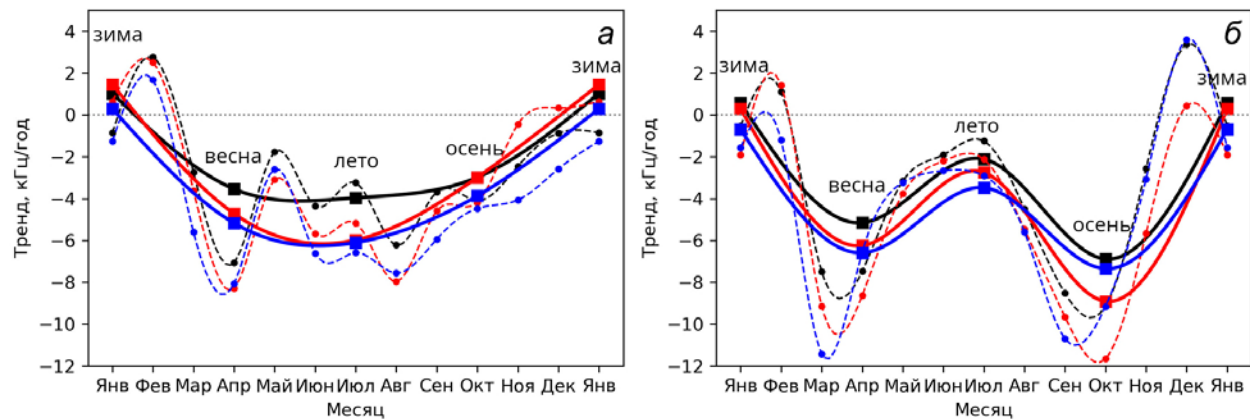 а
зима
зима
весна
лето
осень
4
2
0
−2
−4
−6
−8
−10
−12
Тренд, кГц/год
Янв Фев Мар Апр Май Июн Июл Авг Сен Окт Ноя Дек Янв
Месяц
б
зима
зима
лето
весна
осень
4
2
0
−2
−4
−6
−8
−10
−12
Тренд, кГц/год
Янв Фев Мар Апр Май Июн Июл Авг Сен Окт Ноя Дек Янв
Месяц